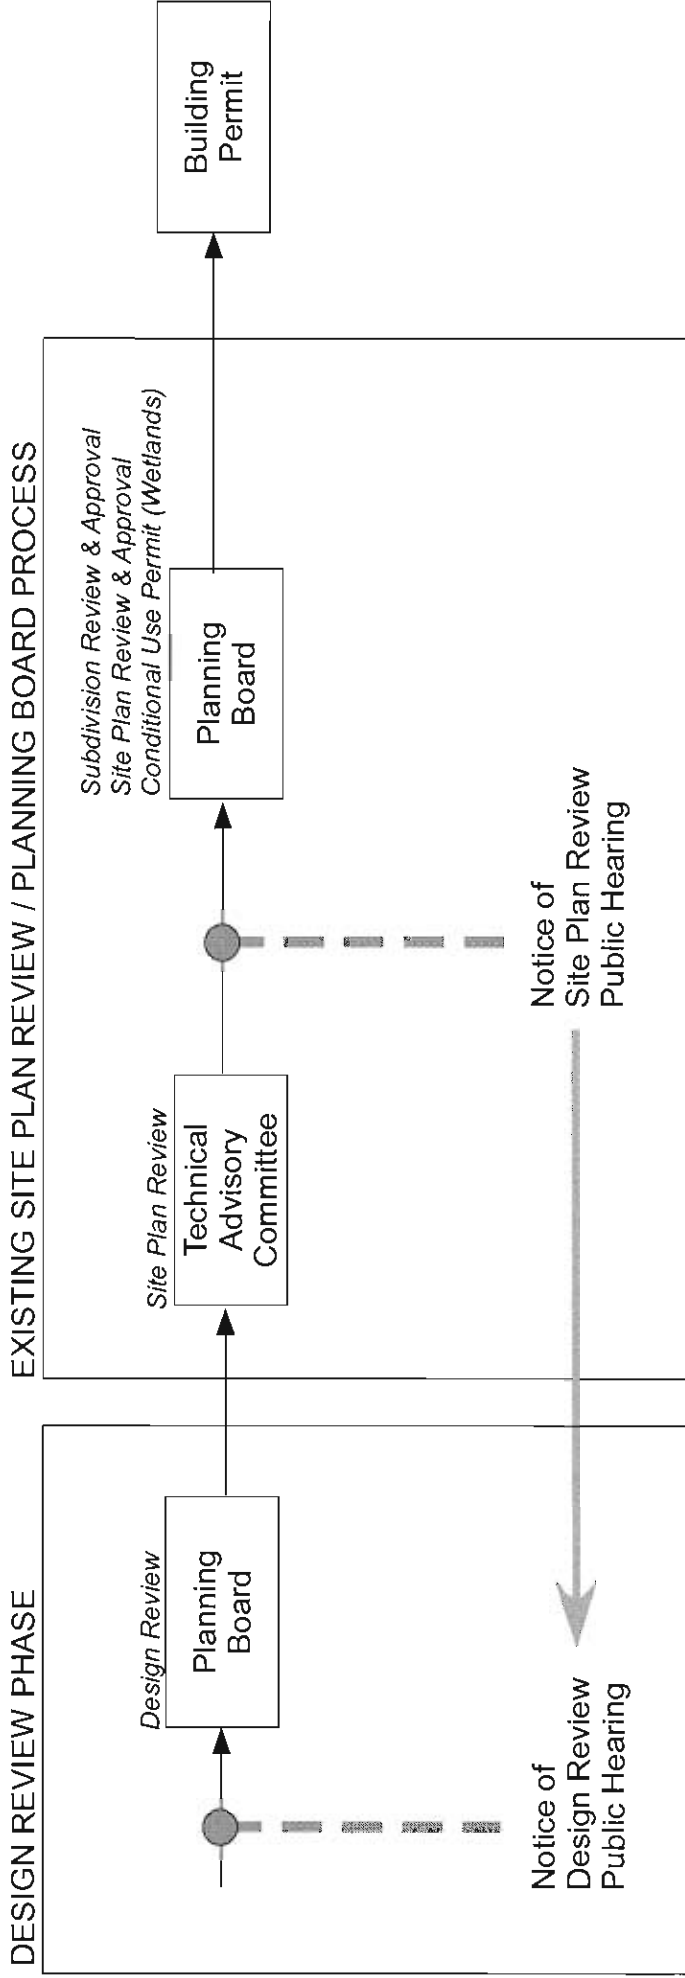 DESIGN REVIEW PHASE
Design Review
Planning
Board
Notice of
Design Review
Public Hearing
EXISTING SITE PLAN REVIEW / PLANNING BOARD PROCESS
Site Plan Review
Technical
Advisory
Committee
Subdivision Review & Approval
Site Plan Review & Approval
Conditional Use Permit (Wetlands)
Planning
Board
Notice of
Site Plan Review
Public Hearing
Building
Permit